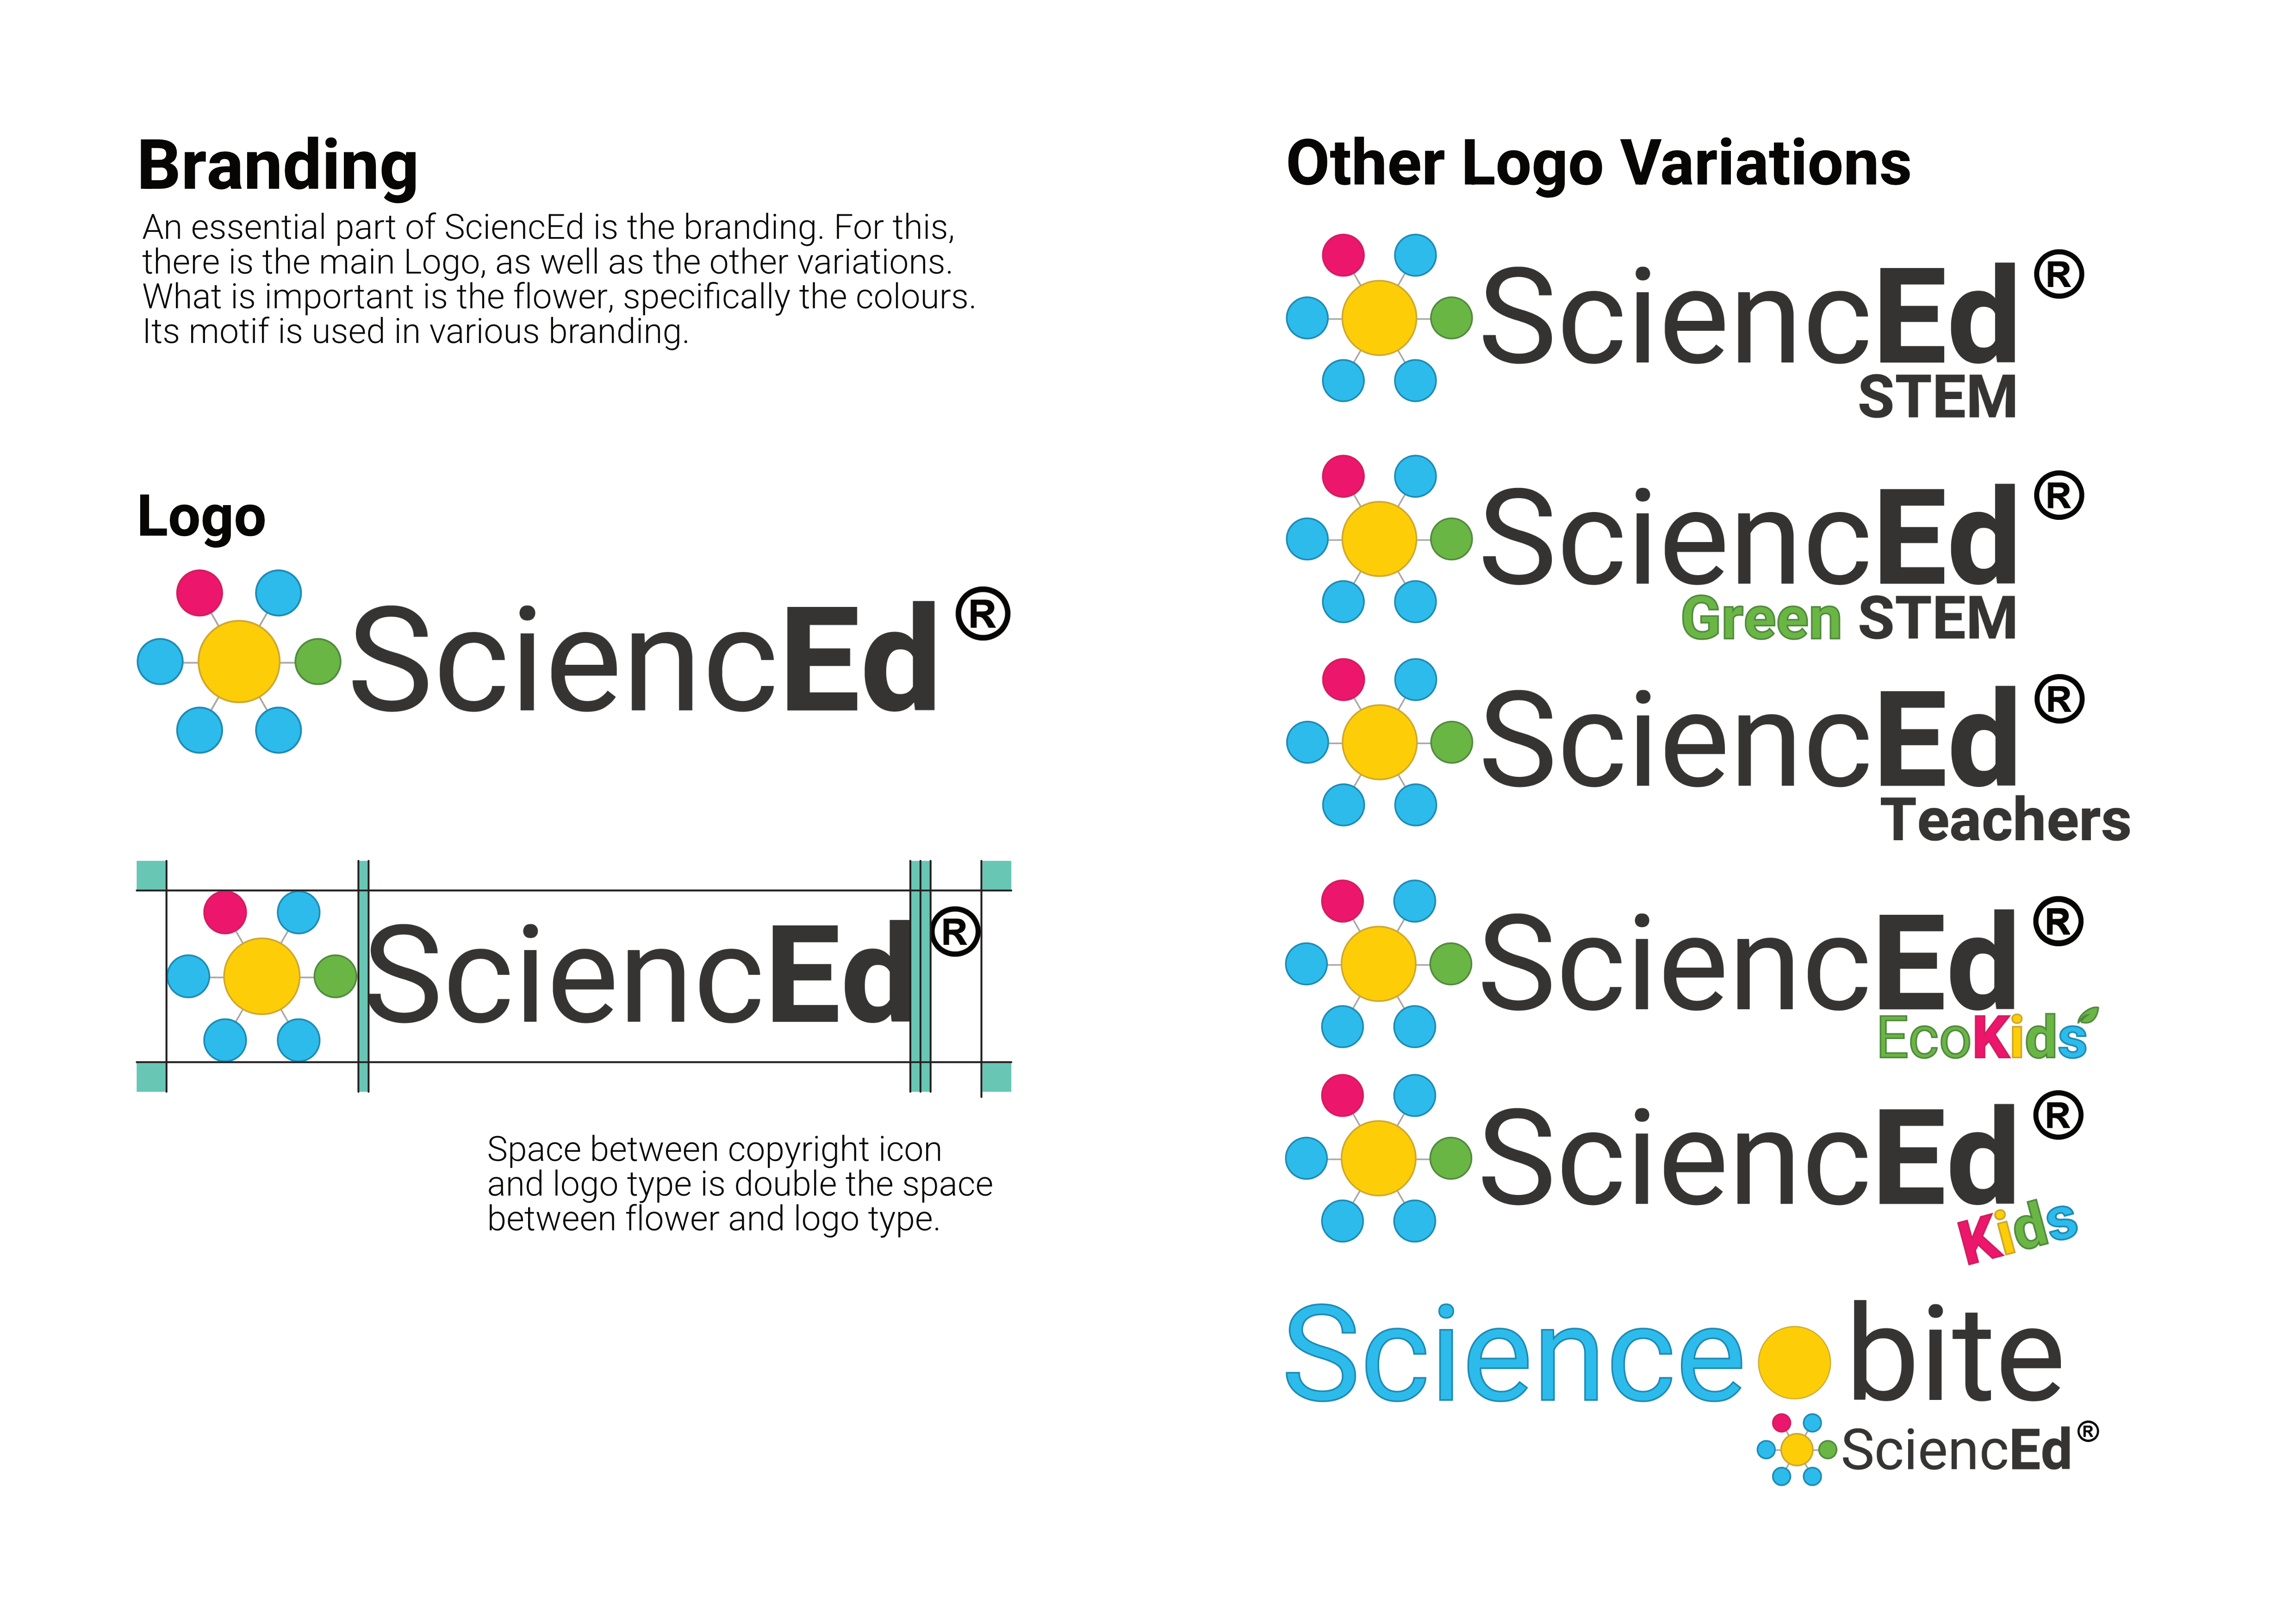 Branding
An essential part of SciencEd is the branding. For this,
there is the main Logo, as well as the other variations.
What is important is the flower, specifically the colours.
Its motif is used in various branding.
Logo
SciencEd®
SciencEd®
Space between copyright icon
and logo type is double the space
between flower and logo type.
Other Logo Variations
SciencEd®
STEM
SciencEd®
Green STEM
SciencEd®
Teachers
SciencEd®
EcoKids
SciencEd®
Kids
Science bite
SciencEd®